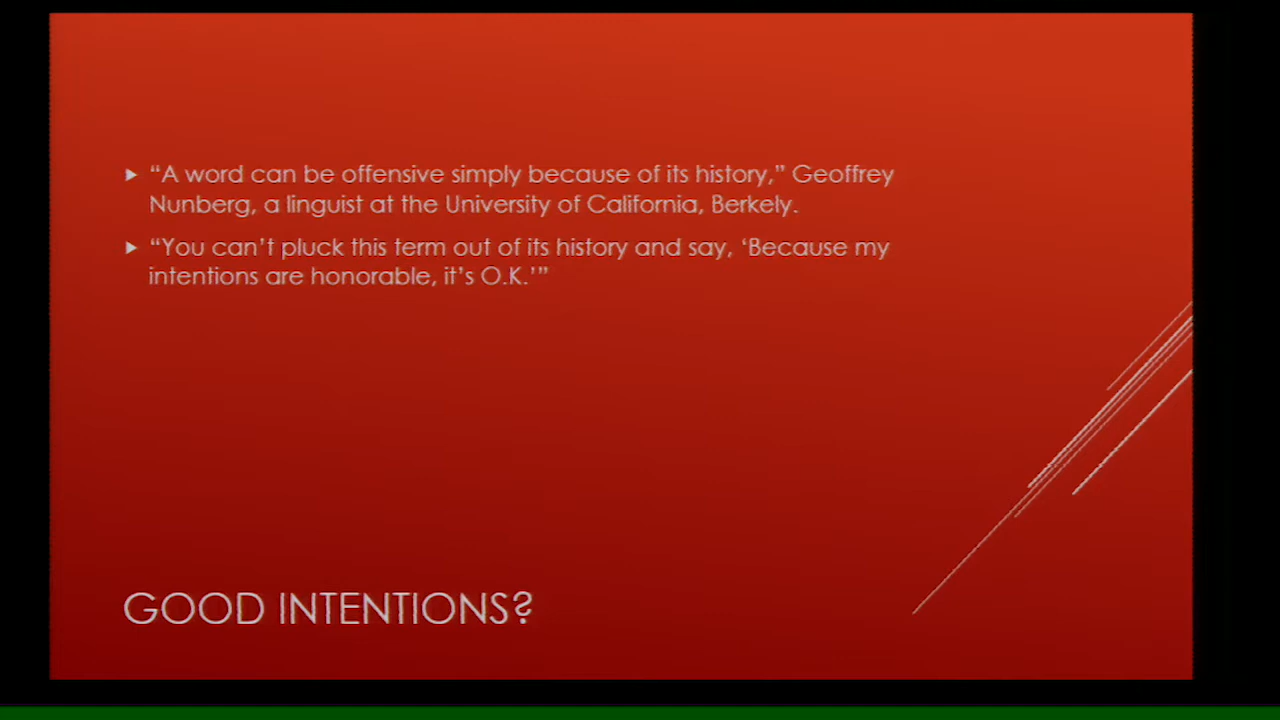 “A word can be offensive simply because of its history,” Geoffrey
Nunberg, a linguist at the University of California, Berkely.
“You can’t pluck this term out of its history and say, ‘Because my
intentions are honorable, it’s O.K.’”
GOOD INTENTIONS?